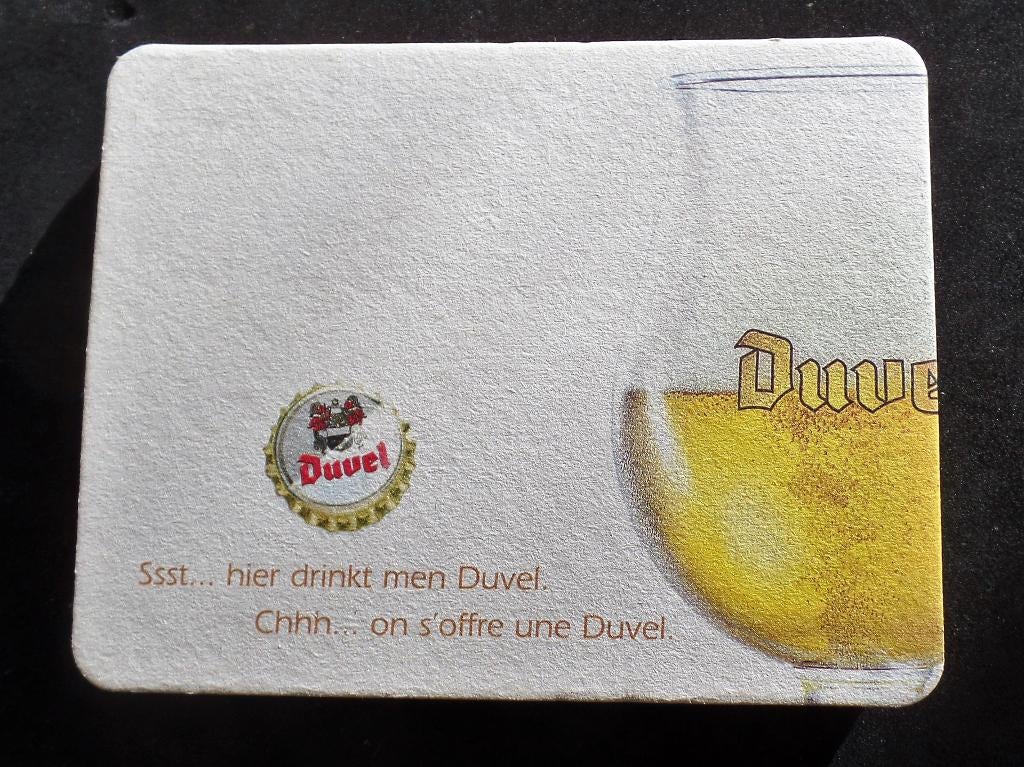 Duve
Duvel
Ssst... hier drinkt men Duvel.
Chhh... on s'offre une Duvel.